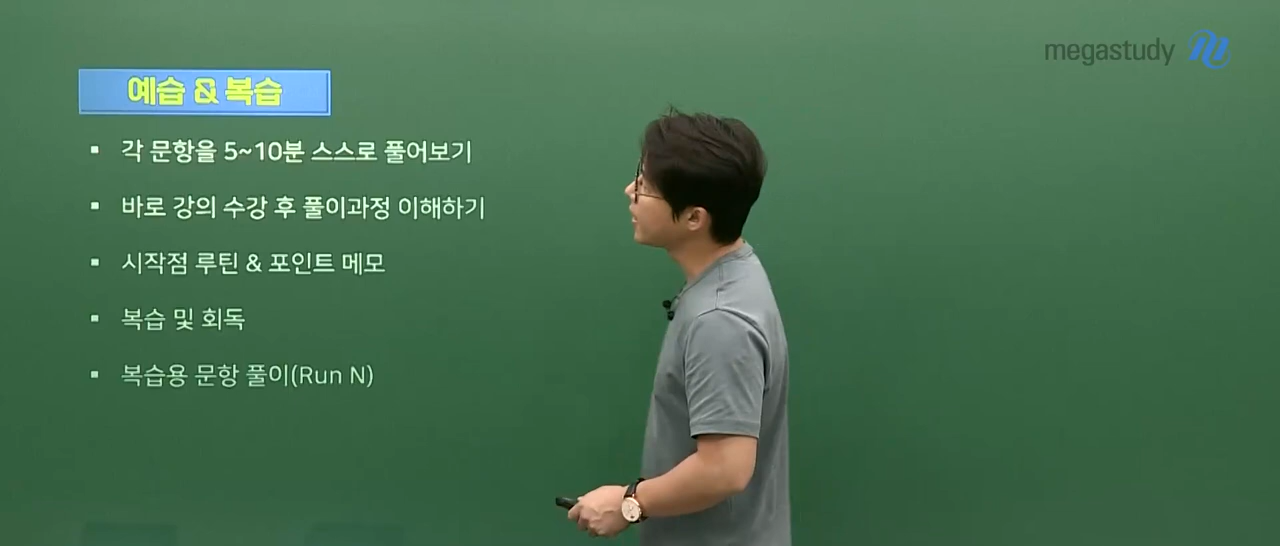 megastudy
예습 & 복습
각 문항을 5~10분 스스로 풀어보기
바로 강의 수강 후 풀이과정 이해하기
시작점 루틴 & 포인트 메모
복습 및 회독
복습용 문항 풀이(Run N)